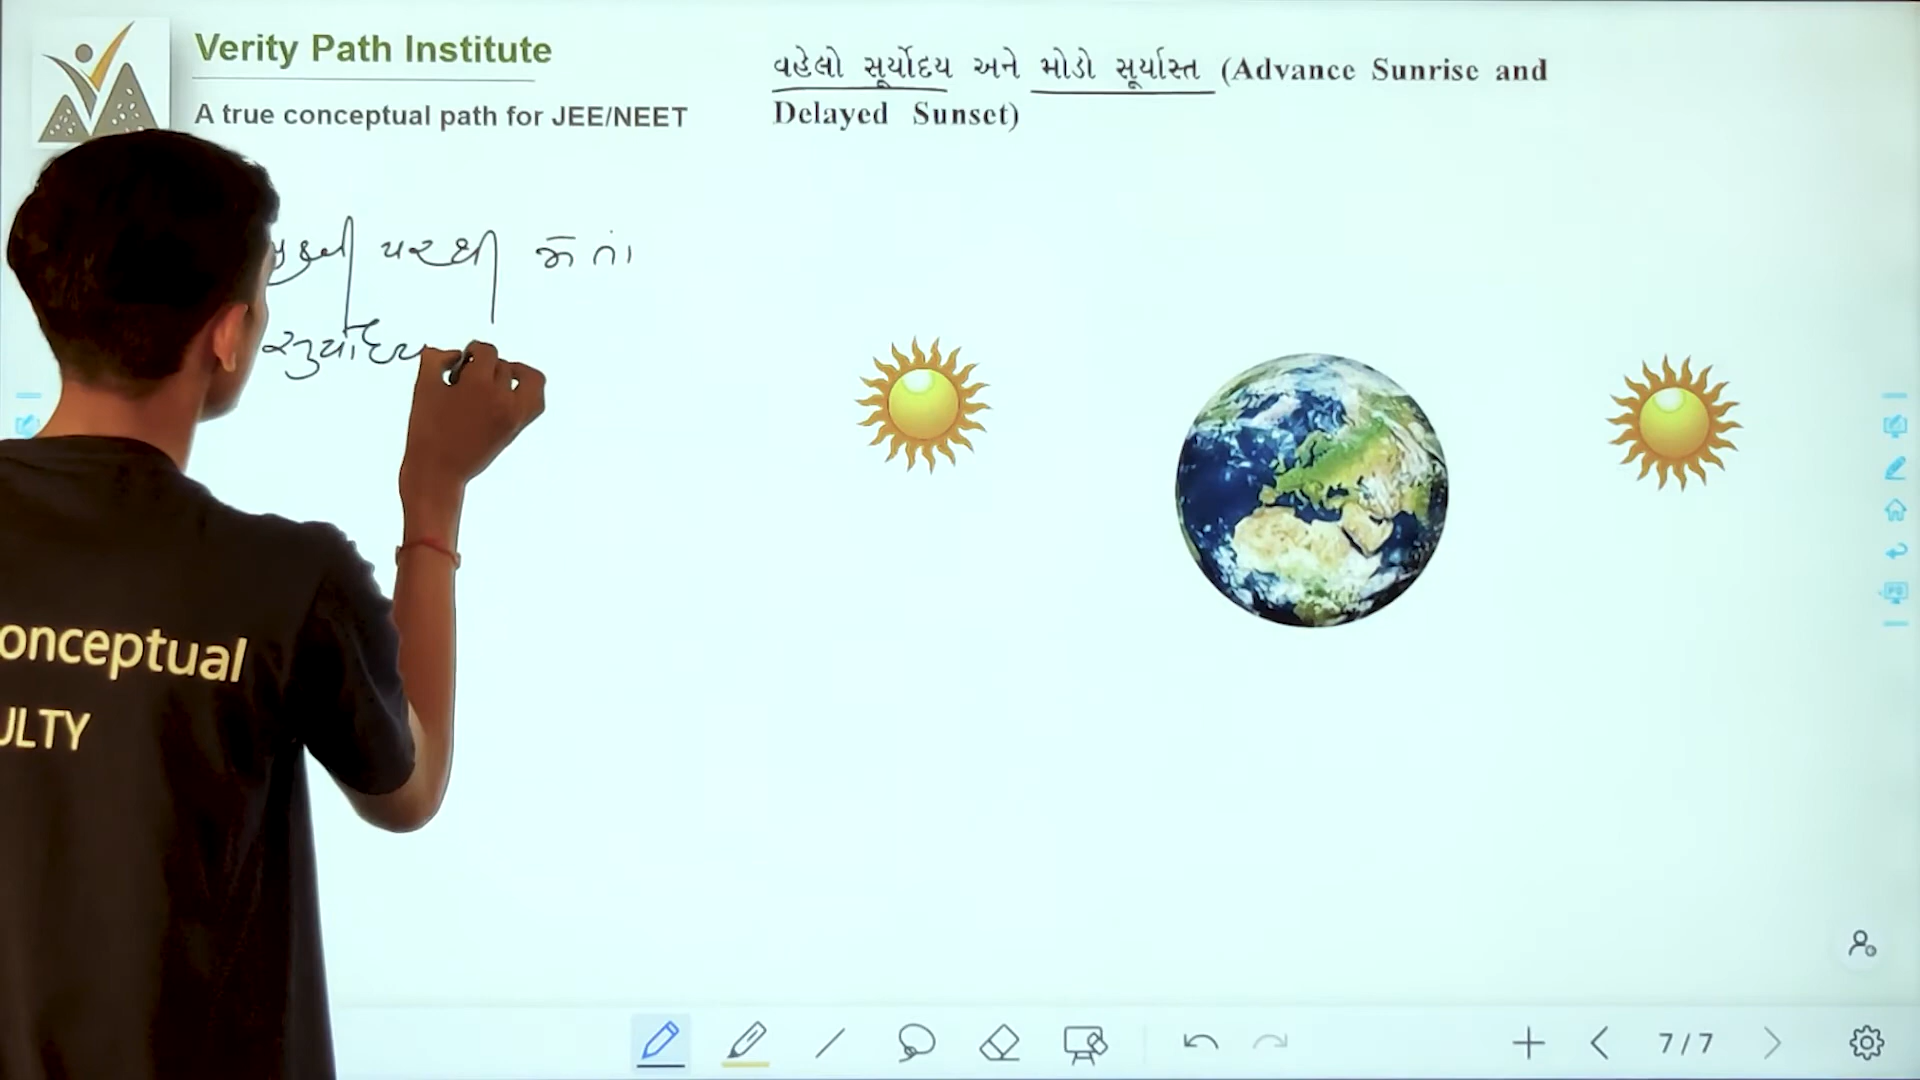 Verity Path Institute
A true conceptual path for JEE/NEET
વહેલો સૂર્યોદય અને મોડો સૂર્યાસ્ત (Advance Sunrise and
Delayed Sunset)
પરથી
સૂર્યોદય
onceptual
ULTY
7/7